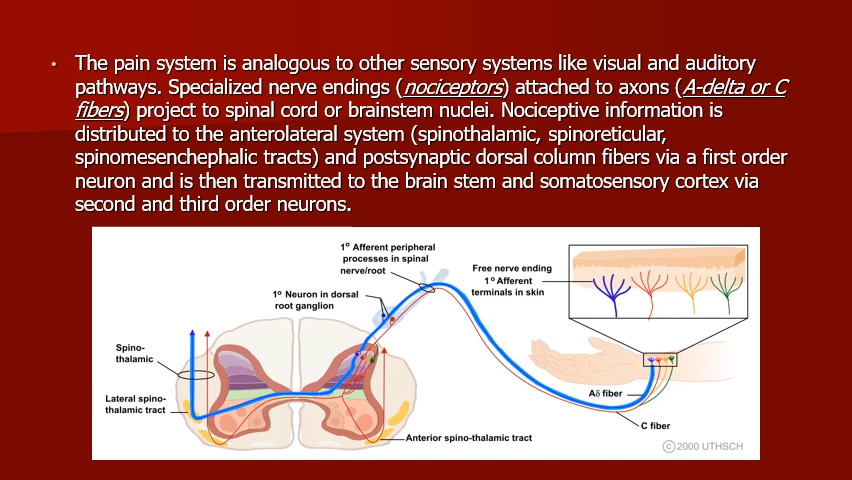 • The pain system is analogous to other sensory systems like visual and auditory
pathways. Specialized nerve endings (nociceptors) attached to axons (A-delta or C
fibers) project to spinal cord or brainstem nuclei. Nociceptive information is
distributed to the anterolateral system (spinothalamic, spinoreticular,
spinomesenchephalic tracts) and postsynaptic dorsal column fibers via a first order
neuron and is then transmitted to the brain stem and somatosensory cortex via
second and third order neurons.
1° Afferent peripheral
processes in spinal
nerve/root
Free nerve ending
1° Afferent
terminals in skin
1° Neuron in dorsal
root ganglion
Spino-
thalamic
Lateral spino-
thalamic tract
Aδ fiber
C fiber
Anterior spino-thalamic tract
©2000 UTHSCH